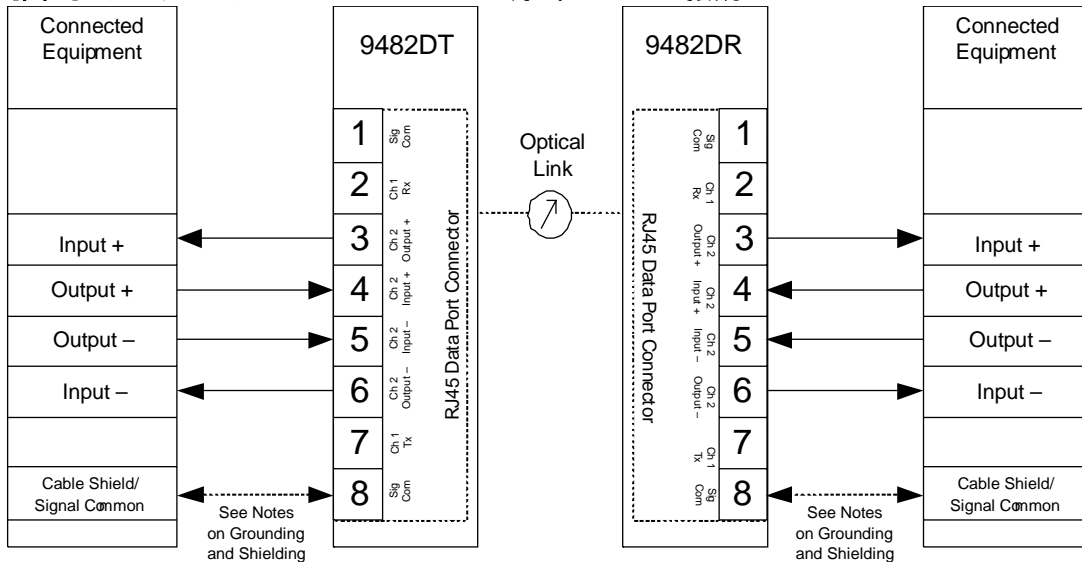 Connected
Equipment
9482DT
9482DR
Connected
Equipment
1
Sig
Com
2
Ch 1
Rx
3
Ch 2
Output +
4
Ch 2
Input +
5
Ch 2
Input –
6
Ch 2
Output –
7
Ch 1
Tx
8
Sig
Com
RJ45 Data Port Connector
Optical
Link
RJ45 Data Port Connector
Sig
Com
1
Ch 1
Rx
2
Ch 2
Output +
3
Ch 2
Input +
4
Ch 2
Input –
5
Ch 2
Output –
6
Ch 1
Tx
7
Sig
Com
8
Input +
Output +
Output –
Input –
Cable Shield/
Signal Common
See Notes
on Grounding
and Shielding
See Notes
on Grounding
and Shielding
Input +
Output +
Output –
Input –
Cable Shield/
Signal Common